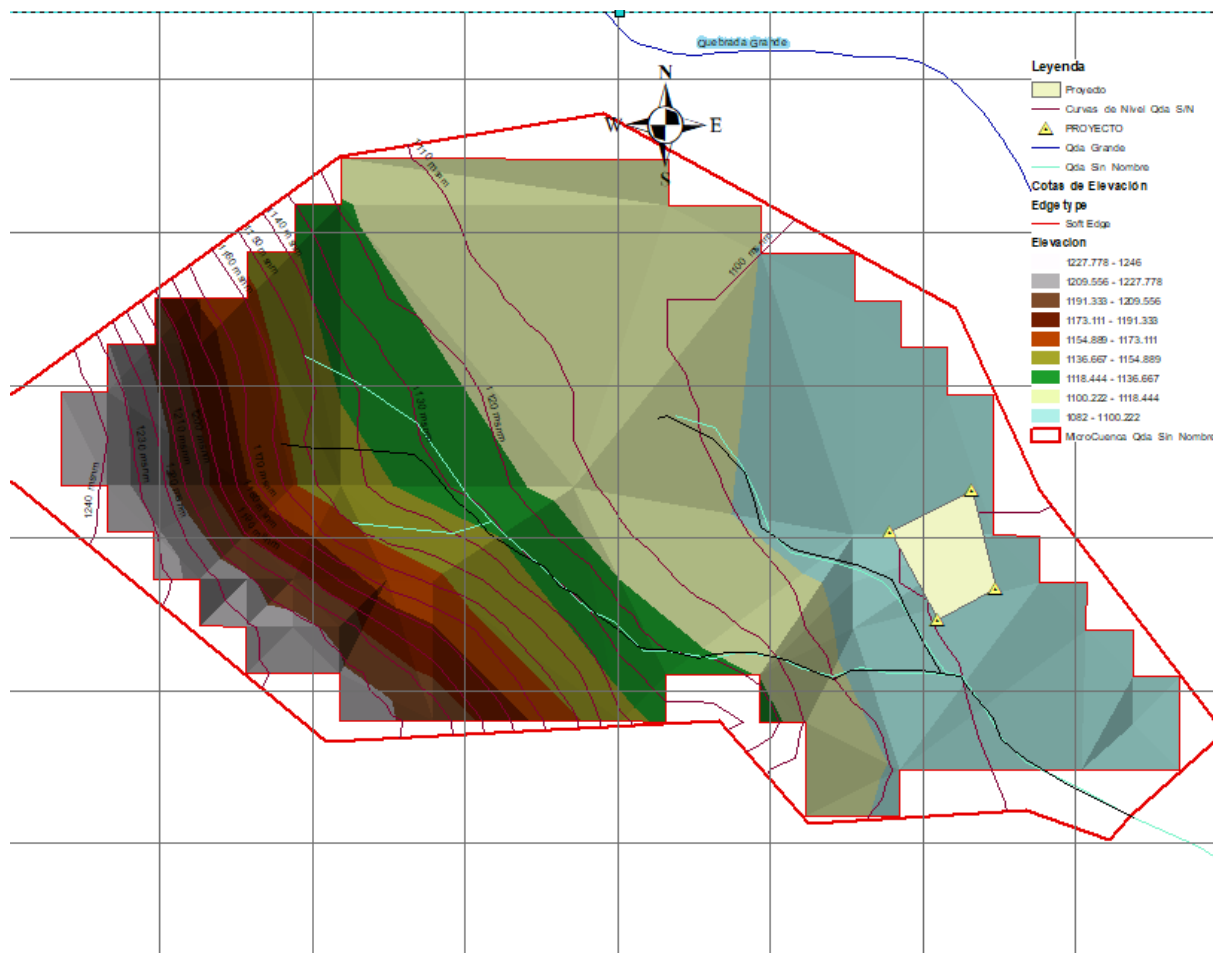 Quebrada Grande
N
W
E
S
Leyenda
Proyecto
Curvas de Nivel Qda S/N
PROYECTO
Qda Grande
Qda Sin Nombre
Cotas de Elevación
Edge type
Soft Edge
Elevacion
1227.778 - 1246
1209.556 - 1227.778
1191.333 - 1209.556
1173.111 - 1191.333
1154.889 - 1173.111
1136.667 - 1154.889
1118.444 - 1136.667
1100.222 - 1118.444
1082 - 1100.222
MicroCuenca Qda Sin Nombre
1110 msnm
1100 msnm
1140 msnm
1150 msnm
1160 msnm
1130 msnm
1120 msnm
1240 msnm
1230 msnm
1210 msnm
1170 msnm